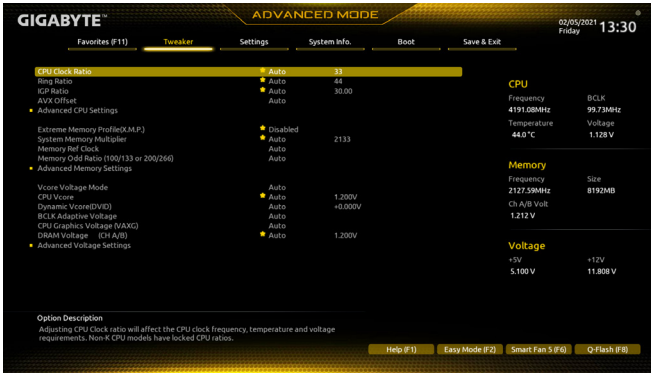 GIGABYTE™
ADVANCED MODE
02/05/2021 Friday 13:30
Favorites (F11) Tweaker Settings System Info. Boot Save & Exit
CPU Clock Ratio Auto 33
Ring Ratio Auto 44
IGP Ratio Auto 30.00
AVX Offset Auto
Advanced CPU Settings
Extreme Memory Profile(X.M.P.) Disabled
System Memory Multiplier Auto 2133
Memory Ref Clock Auto
Memory Odd Ratio (100/133 or 200/266) Auto
Advanced Memory Settings
Vcore Voltage Mode Auto
CPU Vcore Auto 1.200V
Dynamic Vcore(DVID) Auto +0.000V
BCLK Adaptive Voltage Auto
CPU Graphics Voltage (VAXG) Auto
DRAM Voltage (CH A/B) Auto 1.200V
Advanced Voltage Settings
CPU
Frequency BCLK
4191.08MHz 99.73MHz
Temperature Voltage
44.0 °C 1.128 V
Memory
Frequency Size
2127.59MHz 8192MB
Ch A/B Volt
1.212 V
Voltage
+5V +12V
5.100 V 11.808 V
Option Description
Adjusting CPU Clock ratio will affect the CPU clock frequency, temperature and voltage
requirements. Non-K CPU models have locked CPU ratios.
Help (F1) Easy Mode (F2) Smart Fan 5 (F6) Q-Flash (F8)